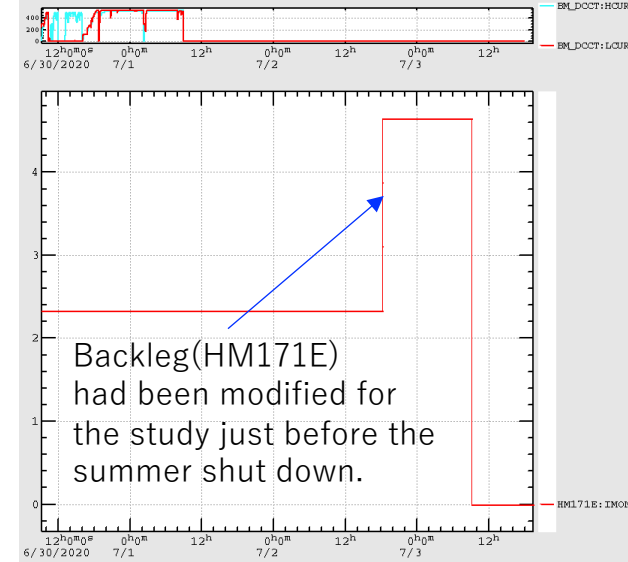 400
200
0
12h0m0s
0h0m
12h
0h0m
12h
0h0m
12h
6/30/2020
7/1
7/2
7/3
BM_DCCT:HCUR
BM_DCCT:LCUR
4
3
2
1
0
Backleg(HM171E)
had been modified for
the study just before the
summer shut down.
HM171E:IMON
12h0m0s
0h0m
12h
0h0m
12h
0h0m
12h
6/30/2020
7/1
7/2
7/3